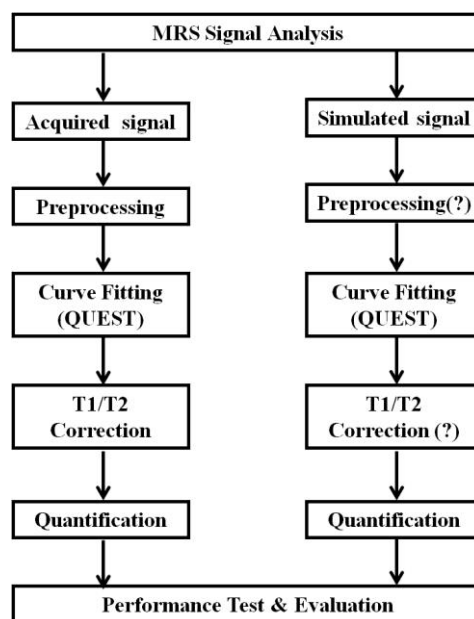 MRS Signal Analysis
Acquired signal
Simulated signal
Preprocessing
Preprocessing(?)
Curve Fitting
(QUEST)
Curve Fitting
(QUEST)
T1/T2
Correction
T1/T2
Correction (?)
Quantification
Quantification
Performance Test & Evaluation